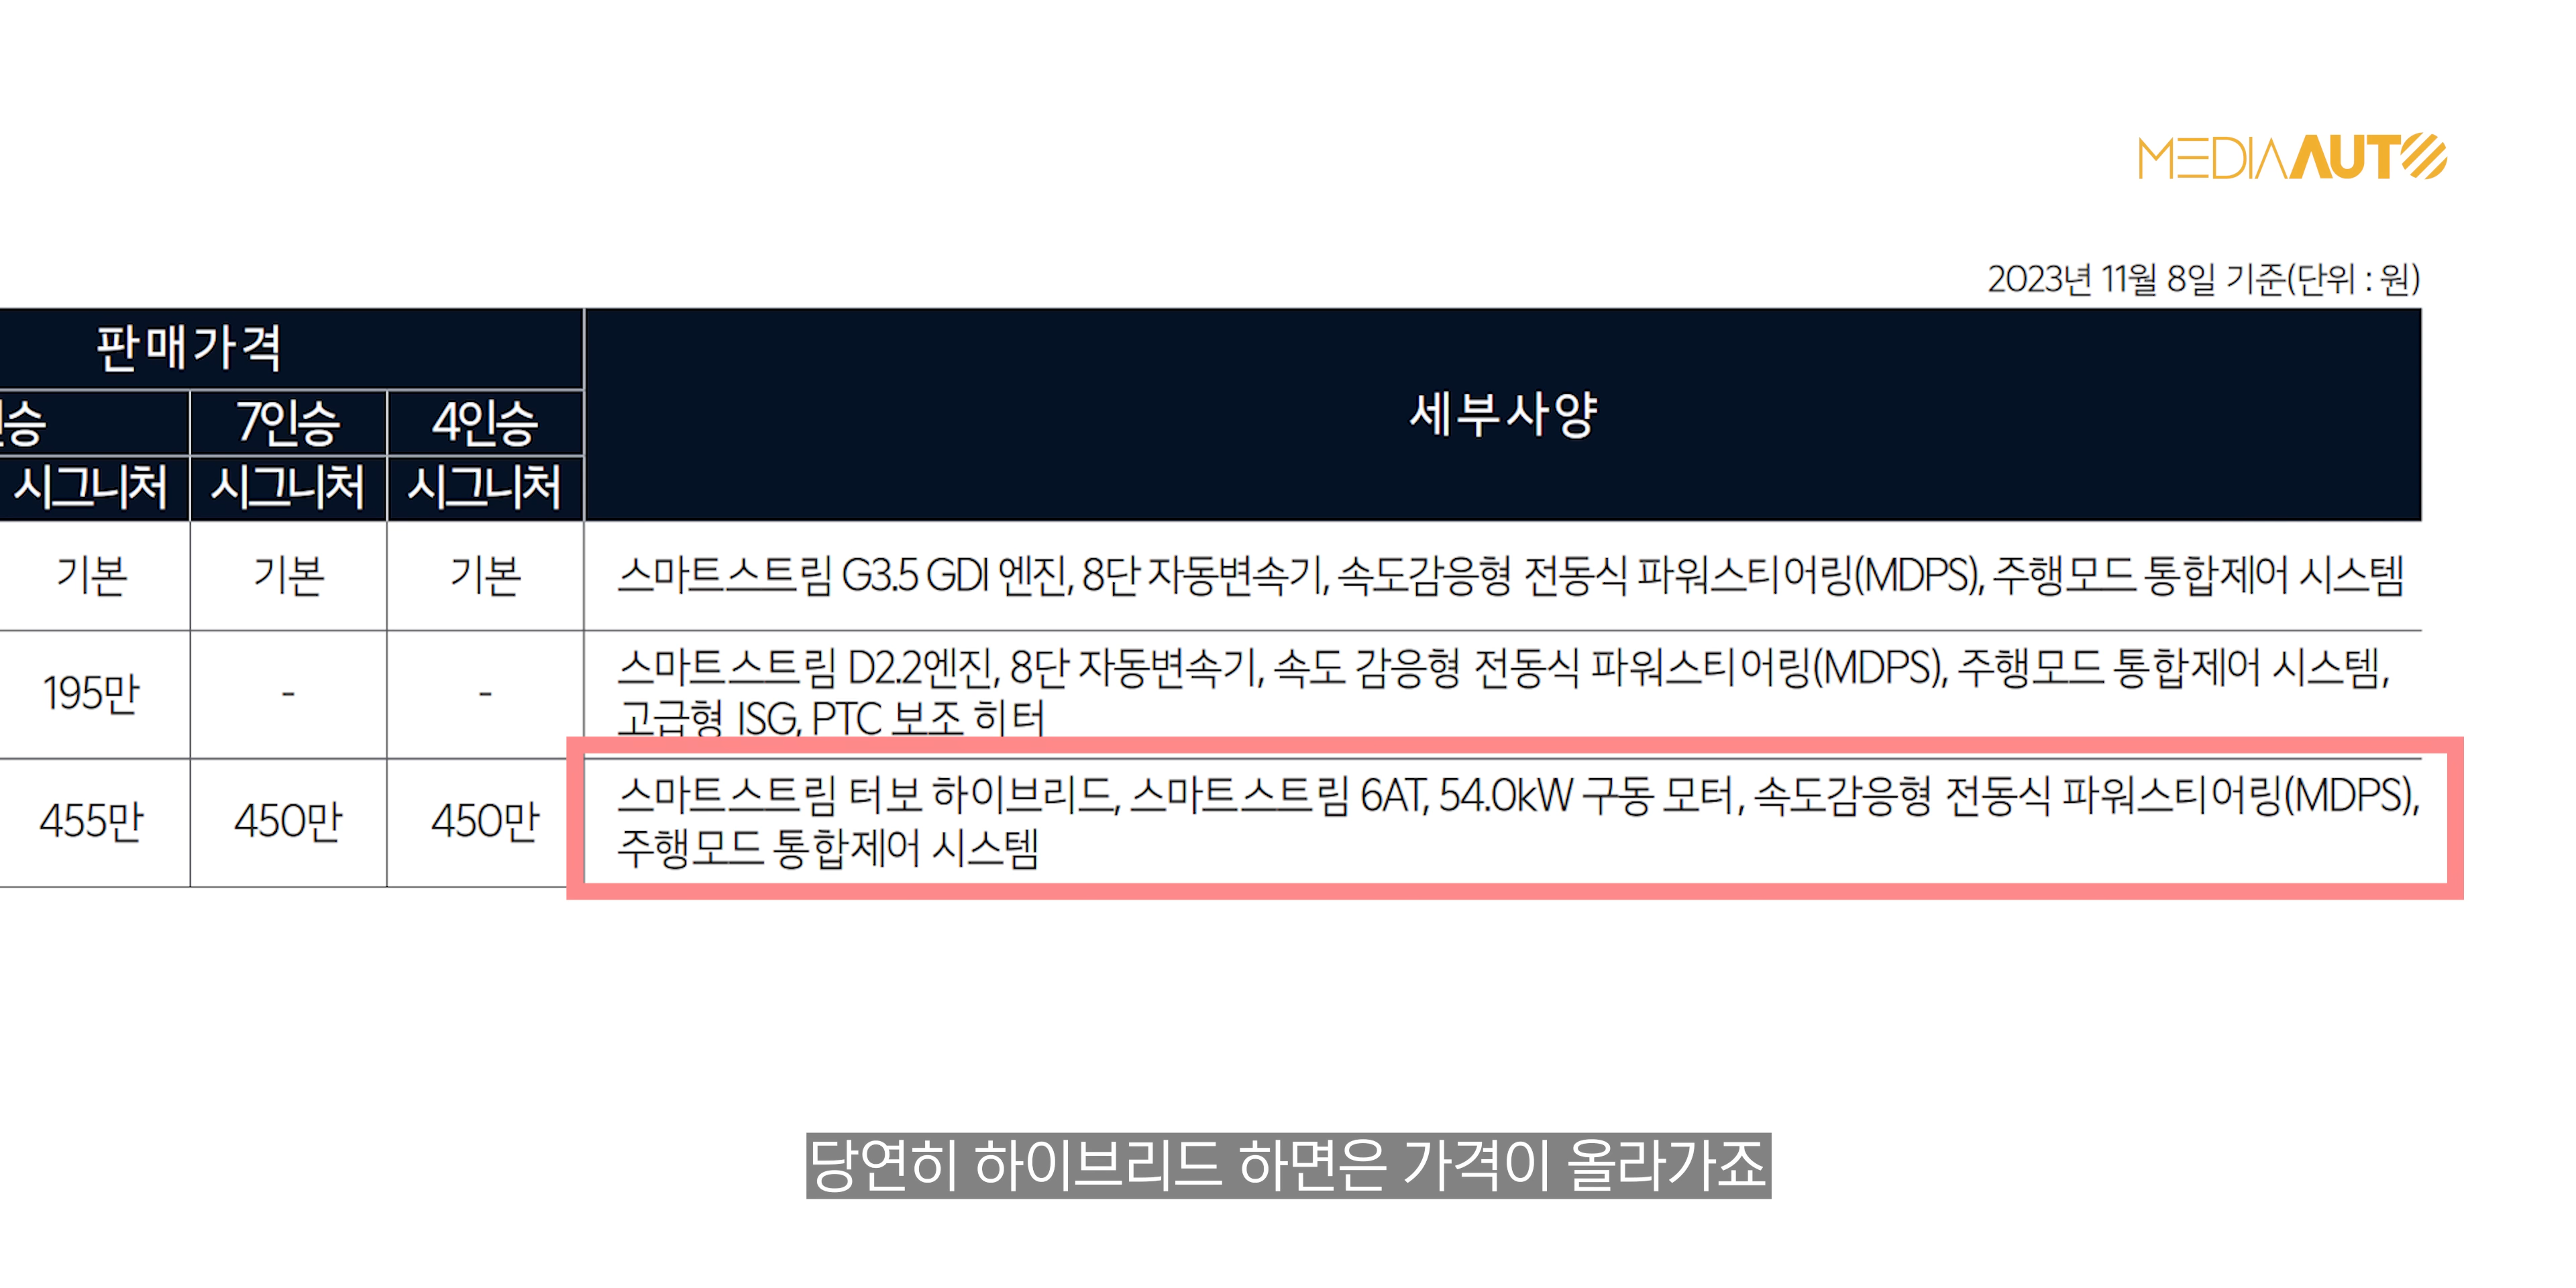 MEDIAAUTO
2023년 11월 8일 기준(단위 : 원)
판매가격
세부사양
승
7인승
4인승
시그니처
시그니처
시그니처
기본
기본
기본
스마트스트림 G3.5 GDI 엔진, 8단 자동변속기, 속도감응형 전동식 파워스티어링(MDPS), 주행모드 통합제어 시스템
195만
-
-
스마트스트림 D2.2엔진, 8단 자동변속기, 속도 감응형 전동식 파워스티어링(MDPS), 주행모드 통합제어 시스템,
고급형 ISG, PTC 보조 히터
455만
450만
450만
스마트스트림 터보 하이브리드, 스마트스트림 6AT, 54.0kW 구동 모터, 속도감응형 전동식 파워스티어링(MDPS),
주행모드 통합제어 시스템
당연히 하이브리드 하면은 가격이 올라가죠